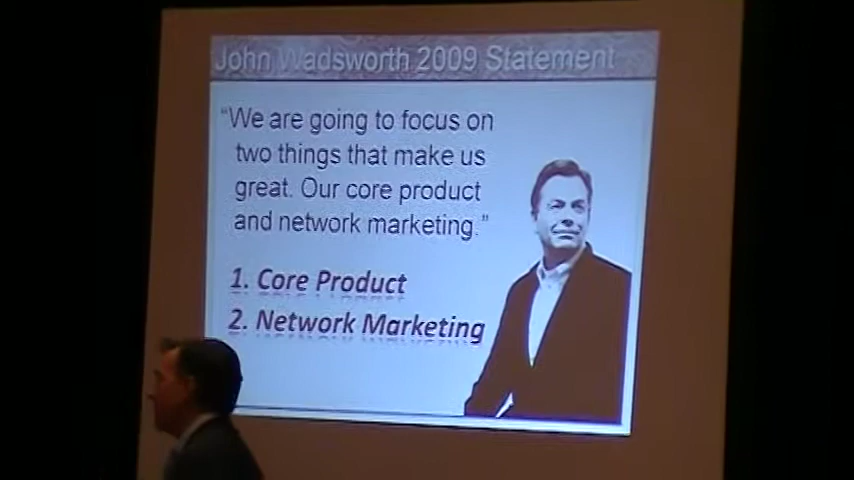 John Wadsworth 2009 Statement
“We are going to focus on
two things that make us
great. Our core product
and network marketing.”
1. Core Product
2. Network Marketing